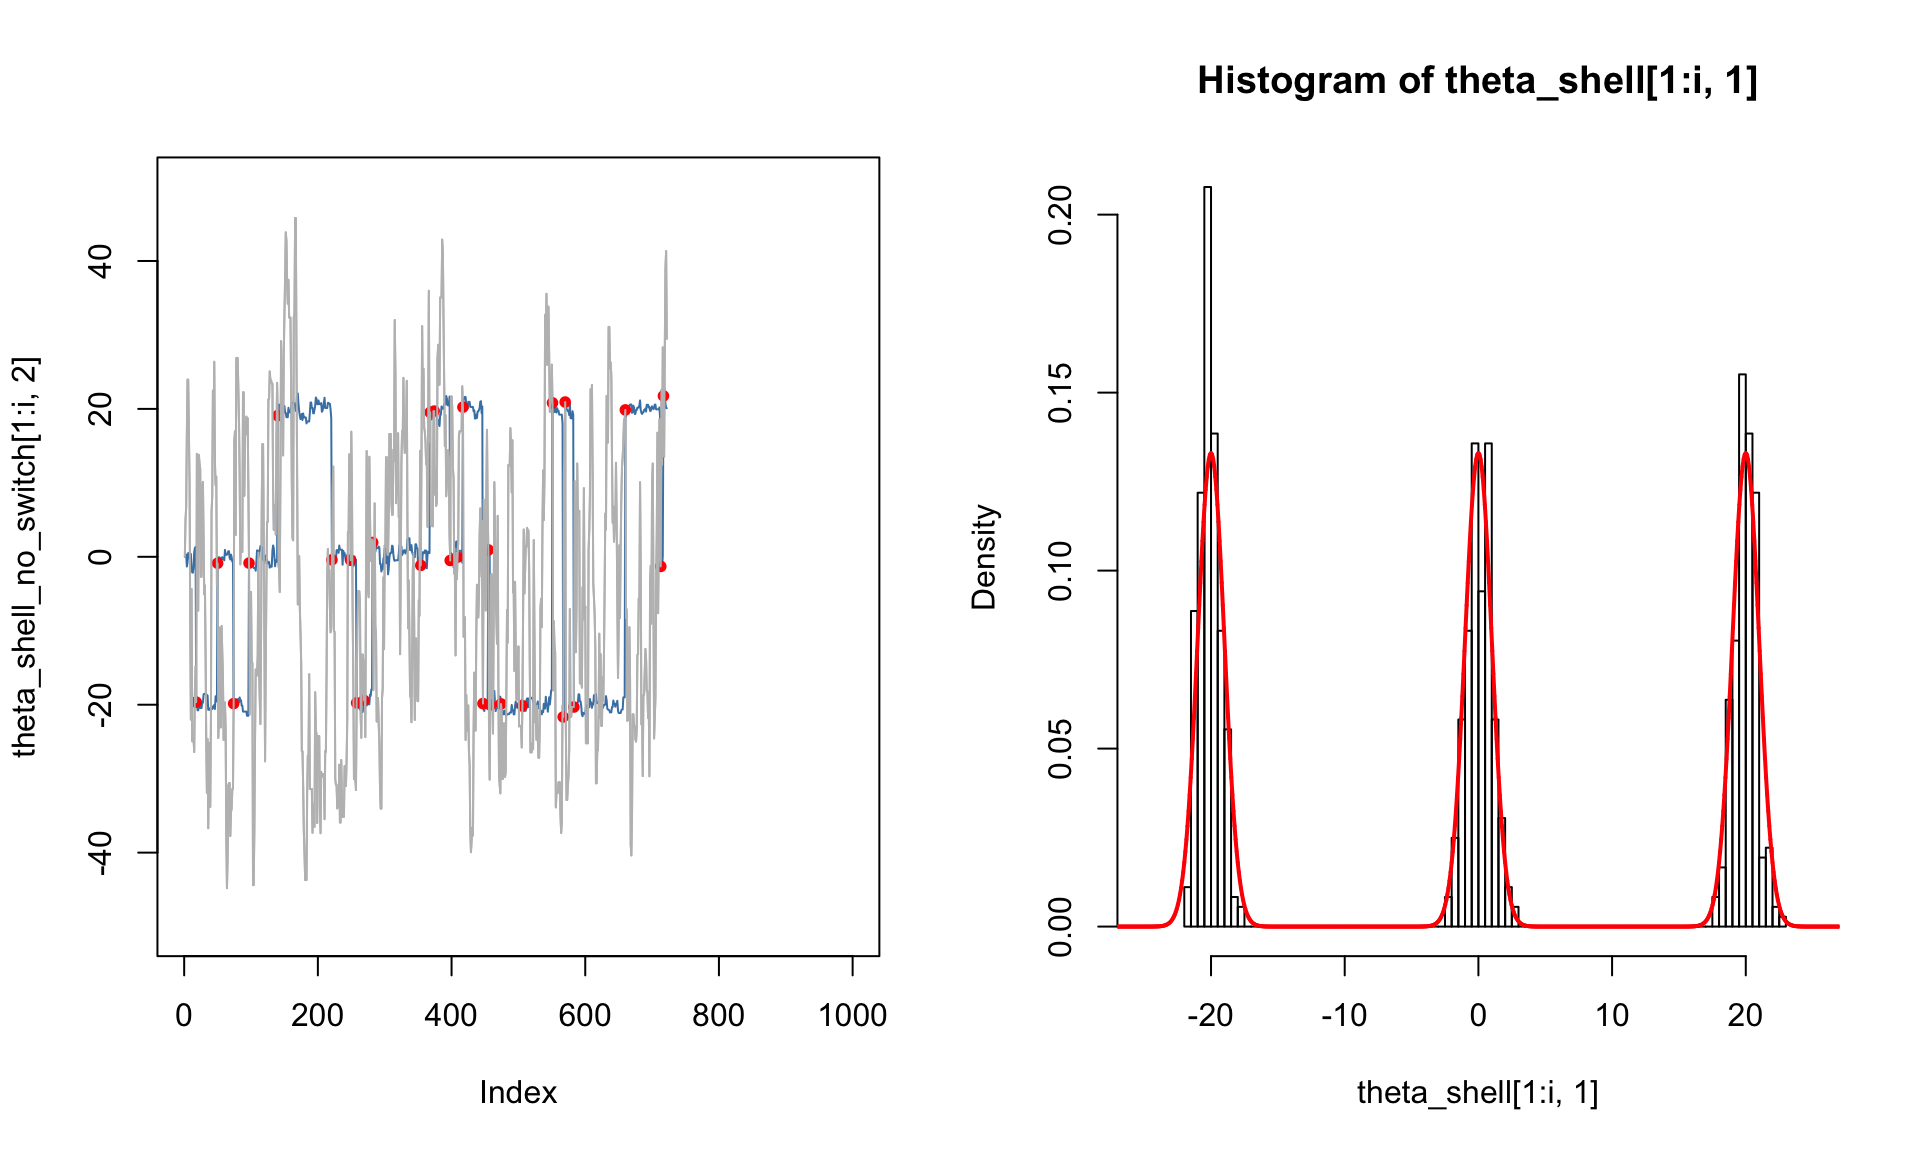 theta_shell_no_switch[1:i, 2]
40
20
0
-20
-40
0 200 400 600 800 1000
Index
Histogram of theta_shell[1:i, 1]
Density
0.20
0.15
0.10
0.05
0.00
-20 -10 0 10 20
theta_shell[1:i, 1]